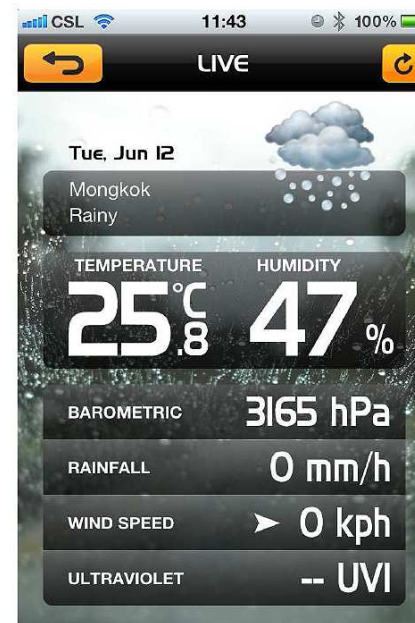 CSL 11:43 100%
LIVE
Tue, Jun 12
Mongkok
Rainy
TEMPERATURE HUMIDITY
25.8°C 47%
BAROMETRIC 3165 hPa
RAINFALL 0 mm/h
WIND SPEED 0 kph
ULTRAVIOLET -- UVI